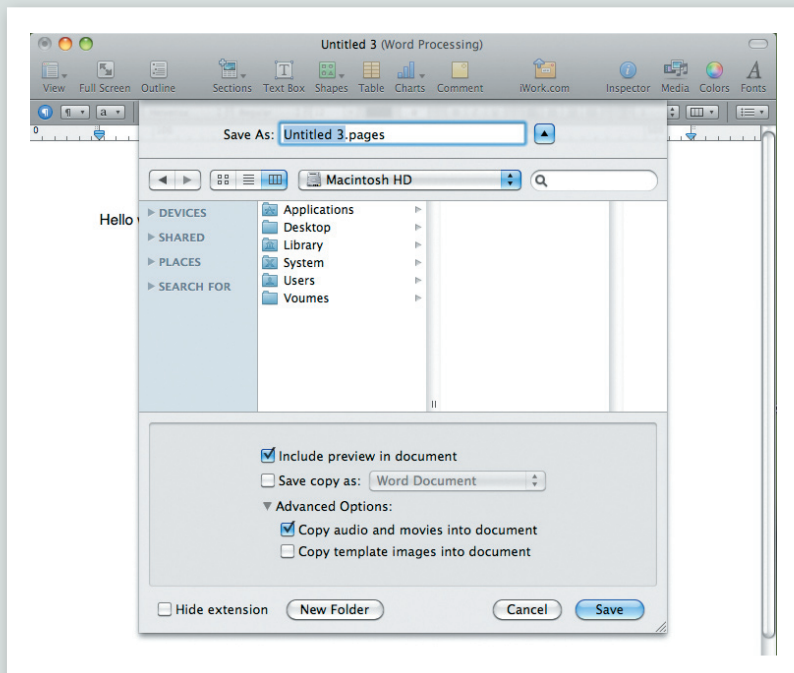 Untitled 3 (Word Processing)
View Full Screen Outline Sections Text Box Shapes Table Charts Comment iWork.com Inspector Media Colors Fonts
¶ a
0
Save As: Untitled 3.pages
Macintosh HD
Hello
DEVICES
SHARED
PLACES
SEARCH FOR
Applications
Desktop
Library
System
Users
Voumes
Include preview in document
Save copy as: Word Document
Advanced Options:
Copy audio and movies into document
Copy template images into document
Hide extension New Folder Cancel Save